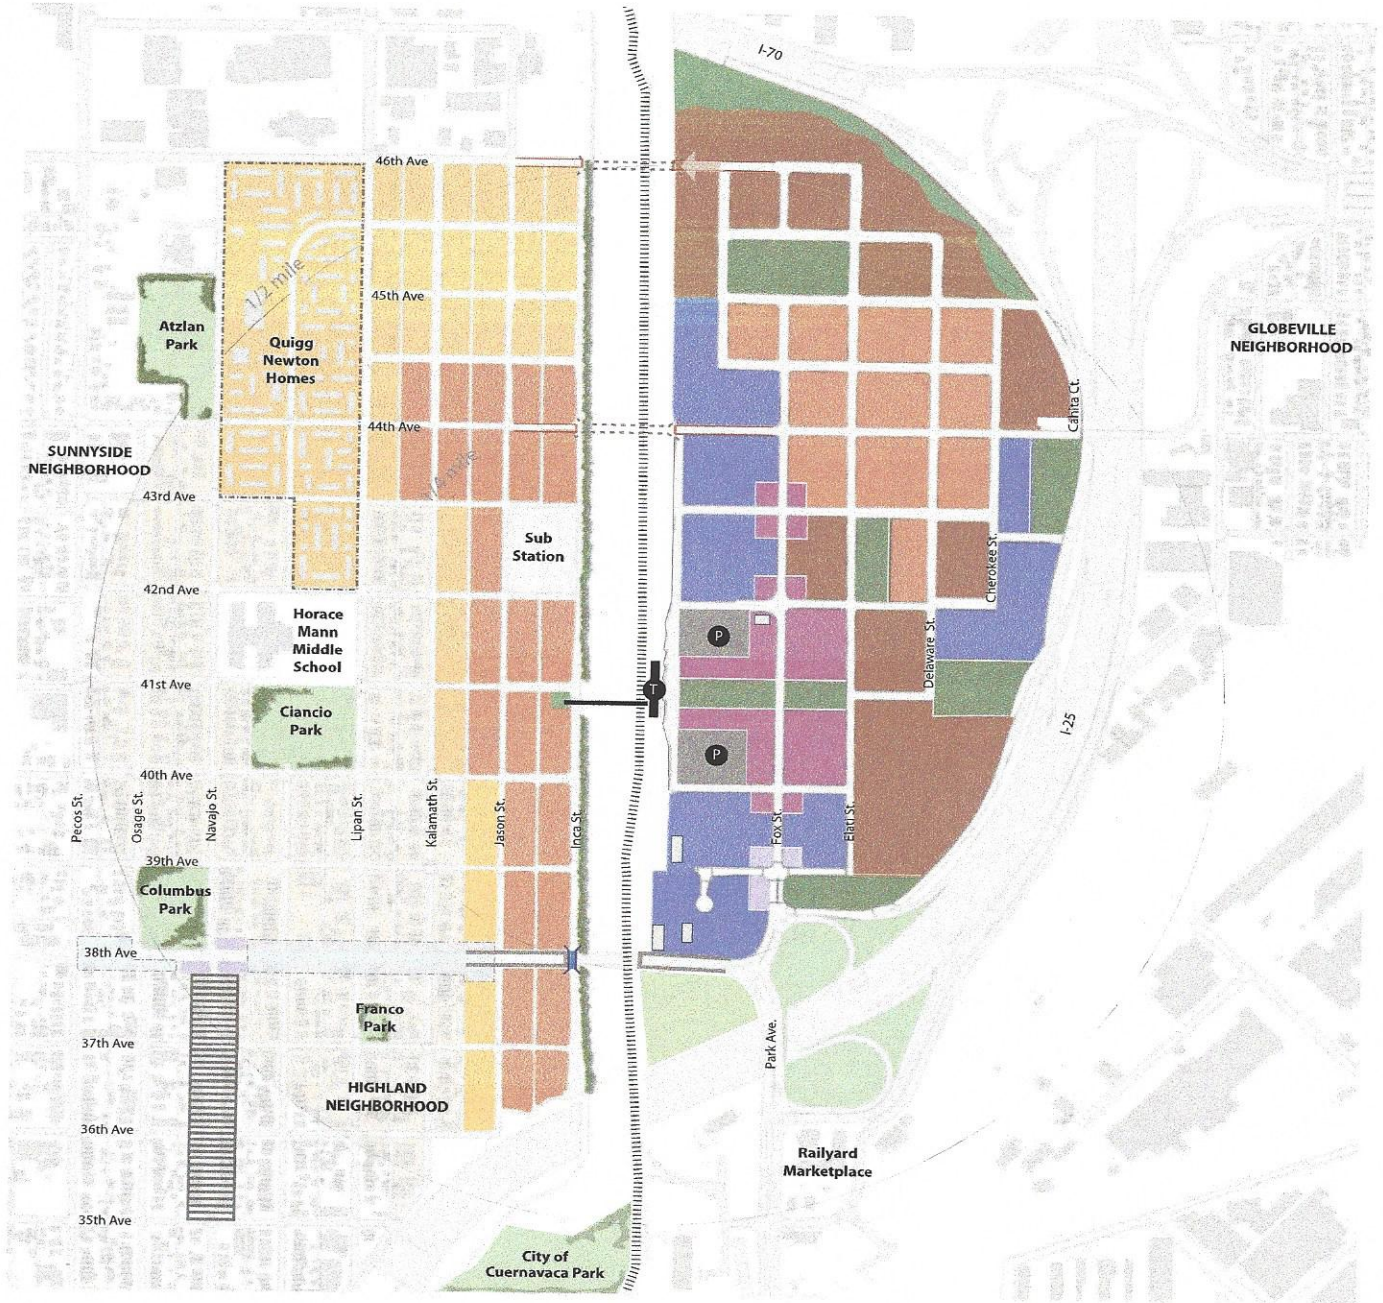 I-70
46th Ave
1/2 mile
45th Ave
Atzlan
Park
Quigg
Newton
Homes
GLOBEVILLE
NEIGHBORHOOD
Cahita Ct.
44th Ave
SUNNYSIDE
NEIGHBORHOOD
1/4 mile
43rd Ave
Sub
Station
Cherokee St.
42nd Ave
Horace
Mann
Middle
School
P
Delaware St.
41st Ave
T
Ciancio
Park
I-25
P
40th Ave
Pecos St.
Osage St.
Navajo St.
Lipan St.
Kalamath St.
Jason St.
Inca St.
Fox St.
Elati St.
39th Ave
Columbus
Park
38th Ave
Franco
Park
37th Ave
Park Ave.
HIGHLAND
NEIGHBORHOOD
36th Ave
Railyard
Marketplace
35th Ave
City of
Cuernavaca Park